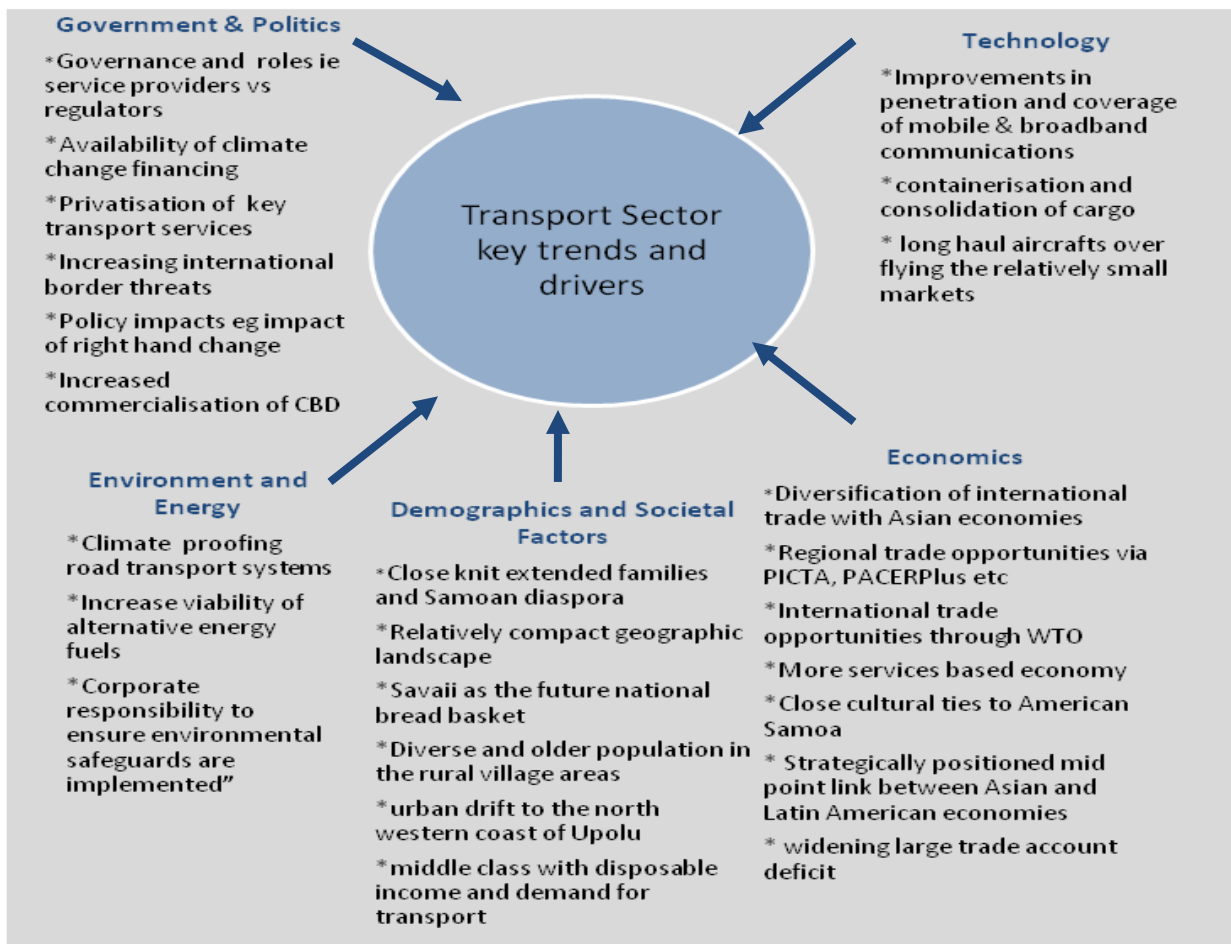 Government & Politics
*Governance and roles ie
service providers vs
regulators
*Availability of climate
change financing
*Privatisation of key
transport services
*Increasing international
border threats
*Policy impacts eg impact
of right hand change
*Increased
commercialisation of CBD
Technology
*Improvements in
penetration and coverage
of mobile & broadband
communications
*containerisation and
consolidation of cargo
* long haul aircrafts over
flying the relatively small
markets
Transport Sector
key trends and
drivers
Environment and
Energy
*Climate proofing
road transport systems
*Increase viability of
alternative energy
fuels
*Corporate
responsibility to
ensure environmental
safeguards are
implemented”
Demographics and Societal
Factors
*Close knit extended families
and Samoan diaspora
*Relatively compact geographic
landscape
*Savaii as the future national
bread basket
*Diverse and older population in
the rural village areas
*urban drift to the north
western coast of Upolu
*middle class with disposable
income and demand for
transport
Economics
*Diversification of international
trade with Asian economies
*Regional trade opportunities via
PICTA, PACERPlus etc
*International trade
opportunities through WTO
*More services based economy
*Close cultural ties to American
Samoa
* Strategically positioned mid
point link between Asian and
Latin American economies
* widening large trade account
deficit